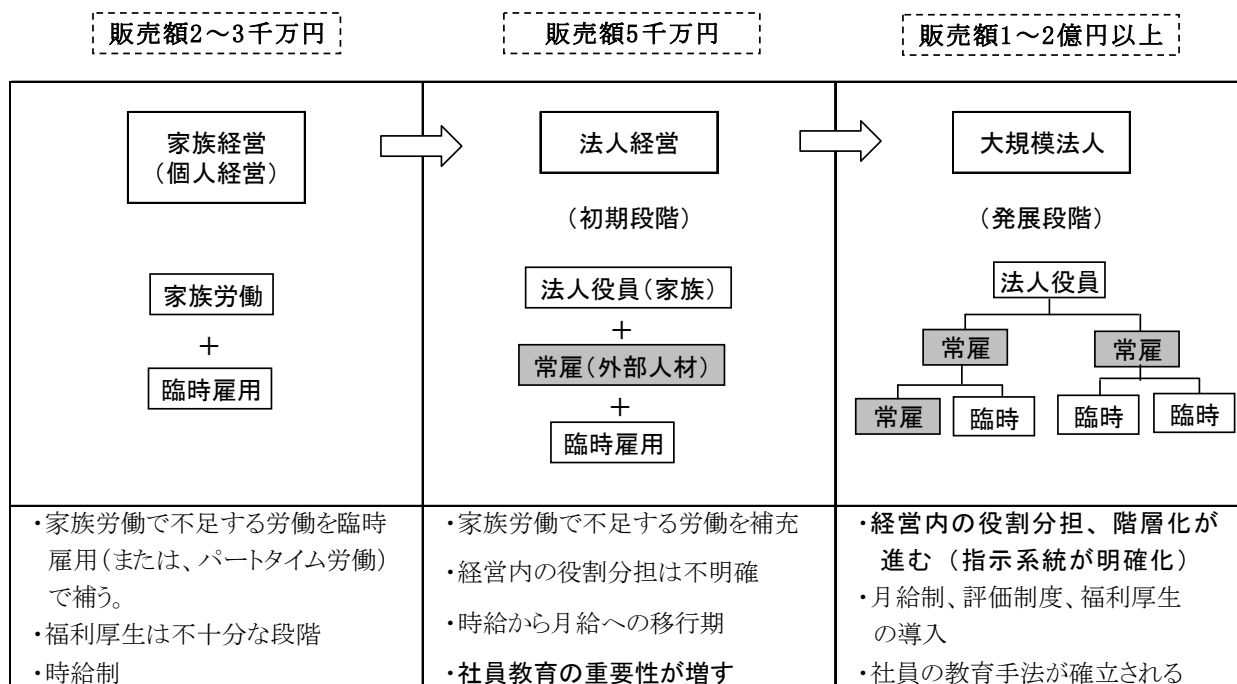 販売額2～3千万円
販売額5千万円
販売額1～2億円以上
家族経営
（個人経営）
家族労働
＋
臨時雇用
法人経営
（初期段階）
法人役員（家族）
＋
常雇（外部人材）
＋
臨時雇用
大規模法人
（発展段階）
法人役員
常雇
常雇
常雇
臨時
臨時
臨時
・家族労働で不足する労働を臨時
雇用（または、パートタイム労働）
で補う。
・福利厚生は不十分な段階
・時給制
・家族労働で不足する労働を補充
・経営内の役割分担は不明確
・時給から月給への移行期
・社員教育の重要性が増す
・経営内の役割分担、階層化が
進む（指示系統が明確化）
・月給制、評価制度、福利厚生
の導入
・社員の教育手法が確立される